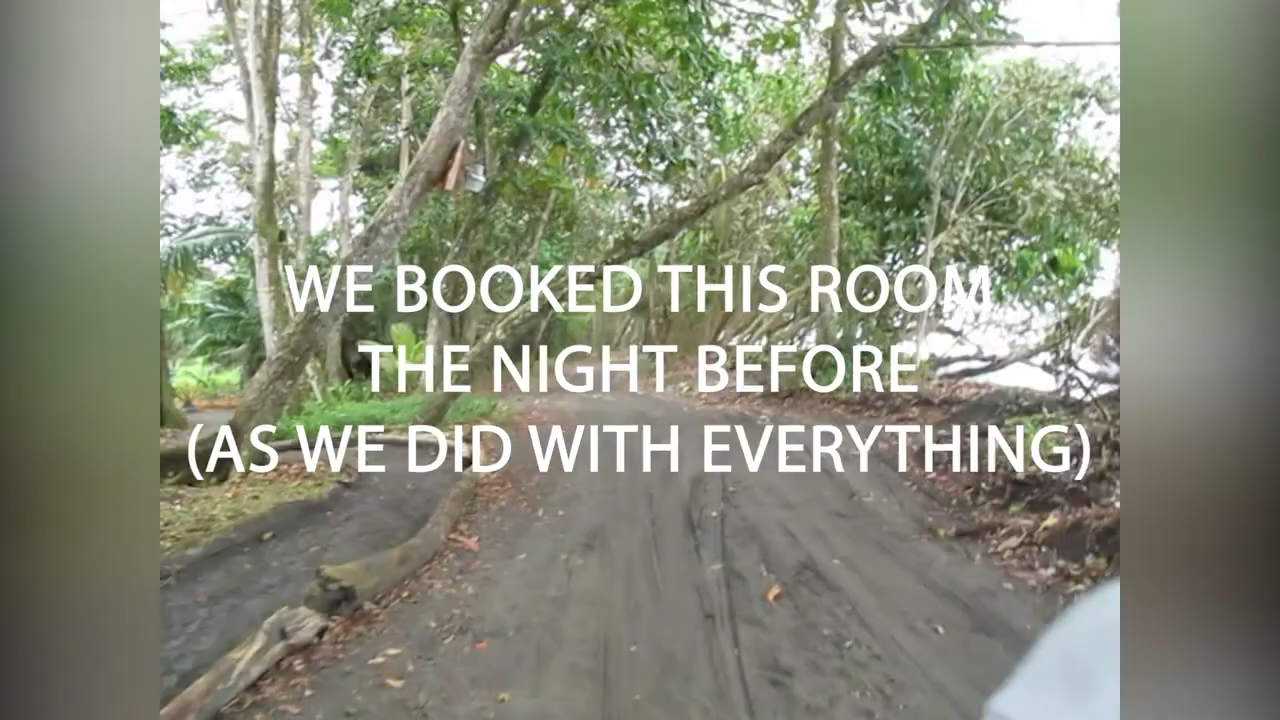 WE BOOKED THIS ROOM
THE NIGHT BEFORE
(AS WE DID WITH EVERYTHING)